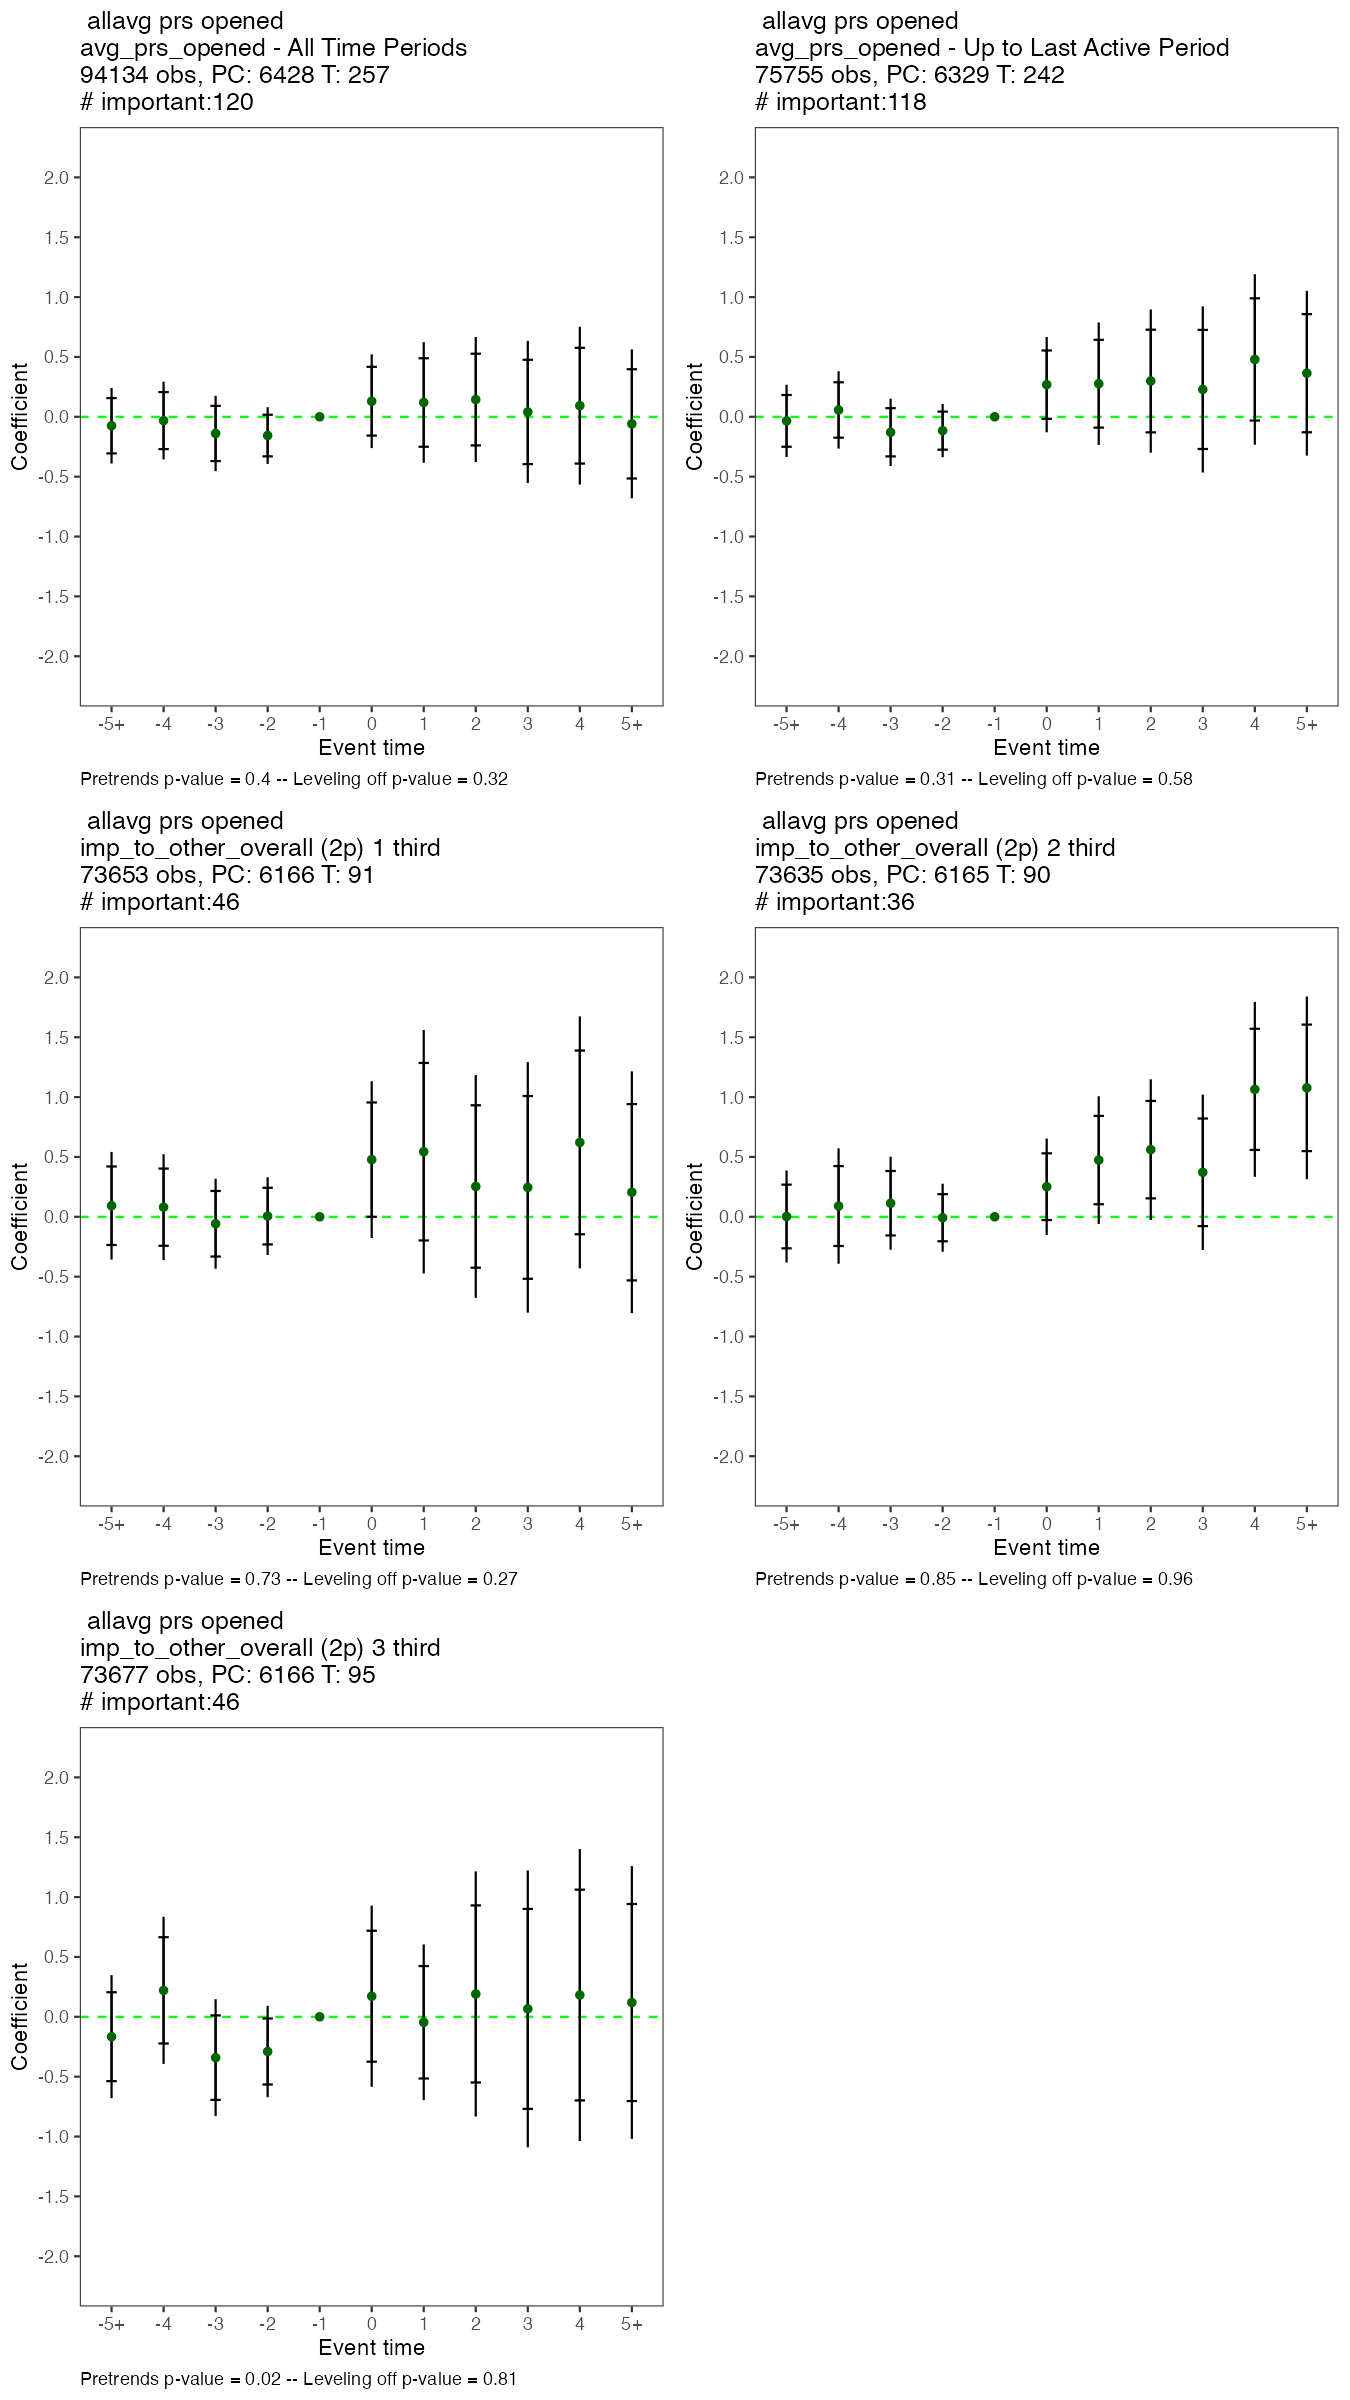 allavg prs opened
avg_prs_opened - All Time Periods
94134 obs, PC: 6428 T: 257
# important:120
2.0
1.5
1.0
0.5
0.0
-0.5
-1.0
-1.5
-2.0
Coefficient
-5+ -4 -3 -2 -1 0 1 2 3 4 5+
Event time
Pretrends p-value = 0.4 -- Leveling off p-value = 0.32
allavg prs opened
avg_prs_opened - Up to Last Active Period
75755 obs, PC: 6329 T: 242
# important:118
2.0
1.5
1.0
0.5
0.0
-0.5
-1.0
-1.5
-2.0
Coefficient
-5+ -4 -3 -2 -1 0 1 2 3 4 5+
Event time
Pretrends p-value = 0.31 -- Leveling off p-value = 0.58
allavg prs opened
imp_to_other_overall (2p) 1 third
73653 obs, PC: 6166 T: 91
# important:46
2.0
1.5
1.0
0.5
0.0
-0.5
-1.0
-1.5
-2.0
Coefficient
-5+ -4 -3 -2 -1 0 1 2 3 4 5+
Event time
Pretrends p-value = 0.73 -- Leveling off p-value = 0.27
allavg prs opened
imp_to_other_overall (2p) 2 third
73635 obs, PC: 6165 T: 90
# important:36
2.0
1.5
1.0
0.5
0.0
-0.5
-1.0
-1.5
-2.0
Coefficient
-5+ -4 -3 -2 -1 0 1 2 3 4 5+
Event time
Pretrends p-value = 0.85 -- Leveling off p-value = 0.96
allavg prs opened
imp_to_other_overall (2p) 3 third
73677 obs, PC: 6166 T: 95
# important:46
2.0
1.5
1.0
0.5
0.0
-0.5
-1.0
-1.5
-2.0
Coefficient
-5+ -4 -3 -2 -1 0 1 2 3 4 5+
Event time
Pretrends p-value = 0.02 -- Leveling off p-value = 0.81